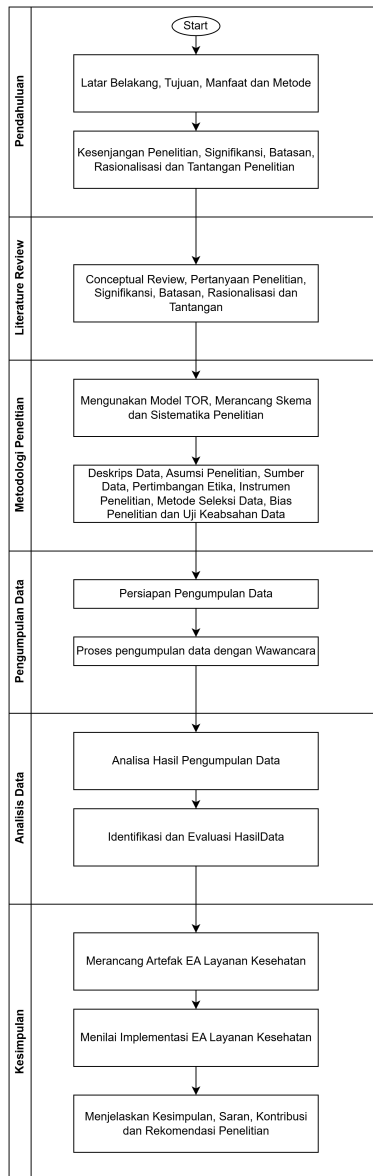 Start
Pendahuluan
Latar Belakang, Tujuan, Manfaat dan Metode
Kesenjangan Penelitian, Signifikansi, Batasan,
Rasionalisasi dan Tantangan Penelitian
Literature Review
Conceptual Review, Pertanyaan Penelitian,
Signifikansi, Batasan, Rasionalisasi dan
Tantangan
Metodologi Peneltian
Mengunakan Model TOR, Merancang Skema
dan Sistematika Penelitian
Deskrips Data, Asumsi Penelitian, Sumber
Data, Pertimbangan Etika, Instrumen
Penelitian, Metode Seleksi Data, Bias
Penelitian dan Uji Keabsahan Data
Pengumpulan Data
Persiapan Pengumpulan Data
Proses pengumpulan data dengan Wawancara
Analisis Data
Analisa Hasil Pengumpulan Data
Identifikasi dan Evaluasi HasilData
Kesimpulan
Merancang Artefak EA Layanan Kesehatan
Menilai Implementasi EA Layanan Kesehatan
Menjelaskan Kesimpulan, Saran, Kontribusi
dan Rekomendasi Penelitian